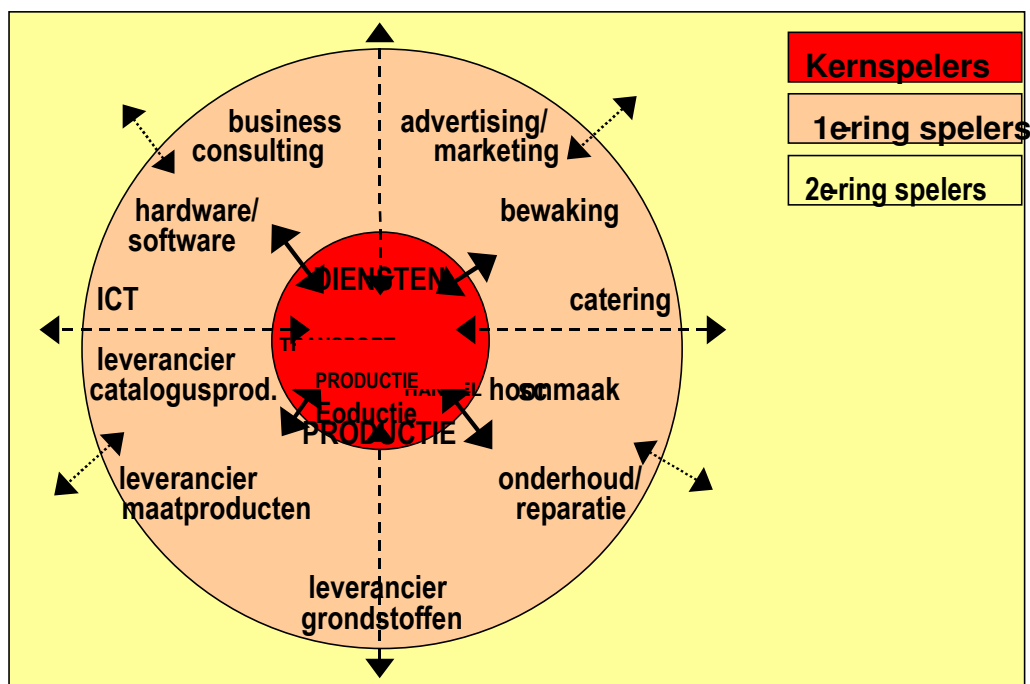 Kernspelers
1e-ring spelers
2e-ring spelers
business
consulting
advertising/
marketing
hardware/
software
bewaking
DIENSTEN
ICT
catering
leverancier
catalogusprod.
PRODUCTIE
Eoductie
PRODUCTIE
leverancier
maatproducten
onderhoud/
reparatie
leverancier
grondstoffen